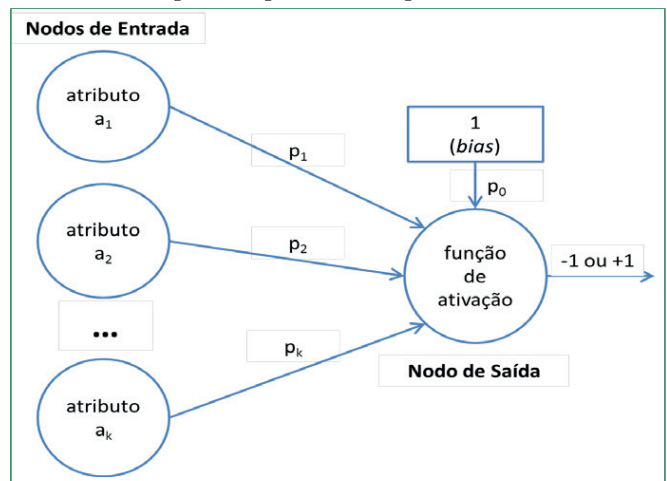 Nodos de Entrada
atributo
a₁
p₁
1
(bias)
p₀
atributo
a₂
p₂
função
de
ativação
-1 ou +1
...
pₖ
Nodo de Saída
atributo
aₖ